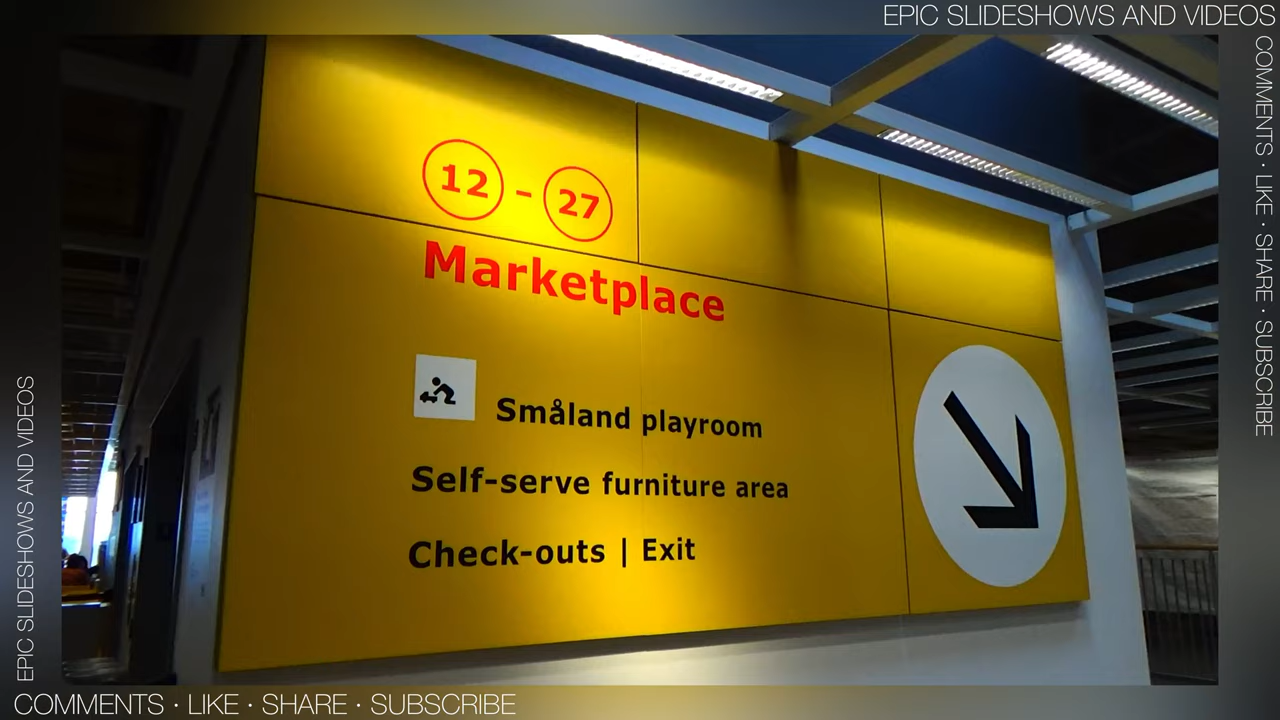 EPIC SLIDESHOWS AND VIDEOS
COMMENTS · LIKE · SHARE · SUBSCRIBE
12 - 27
Marketplace
Småland playroom
Self-serve furniture area
Check-outs | Exit
EPIC SLIDESHOWS AND VIDEOS
COMMENTS · LIKE · SHARE · SUBSCRIBE